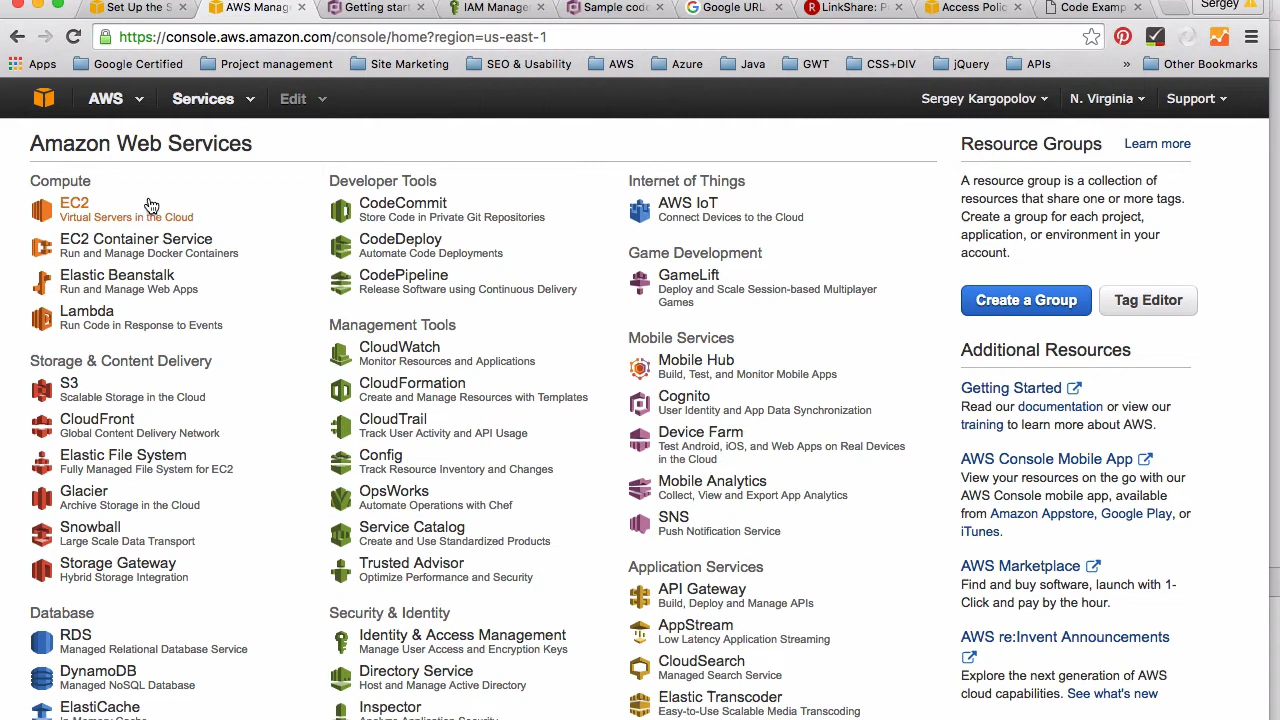 Set Up the S
AWS Manag
Getting star
IAM Manage
Sample cod
Google URL
LinkShare: P
Access Polic
Code Examp
Sergey
https://console.aws.amazon.com/console/home?region=us-east-1
Apps
Google Certified
Project management
Site Marketing
SEO & Usability
AWS
Azure
Java
GWT
CSS+DIV
jQuery
APIs
»
Other Bookmarks
AWS
Services
Edit
Sergey Kargopolov
N. Virginia
Support
Amazon Web Services
Compute
EC2
Virtual Servers in the Cloud
EC2 Container Service
Run and Manage Docker Containers
Elastic Beanstalk
Run and Manage Web Apps
Lambda
Run Code in Response to Events
Storage & Content Delivery
S3
Scalable Storage in the Cloud
CloudFront
Global Content Delivery Network
Elastic File System
Fully Managed File System for EC2
Glacier
Archive Storage in the Cloud
Snowball
Large Scale Data Transport
Storage Gateway
Hybrid Storage Integration
Database
RDS
Managed Relational Database Service
DynamoDB
Managed NoSQL Database
ElastiCache
Developer Tools
CodeCommit
Store Code in Private Git Repositories
CodeDeploy
Automate Code Deployments
CodePipeline
Release Software using Continuous Delivery
Management Tools
CloudWatch
Monitor Resources and Applications
CloudFormation
Create and Manage Resources with Templates
CloudTrail
Track User Activity and API Usage
Config
Track Resource Inventory and Changes
OpsWorks
Automate Operations with Chef
Service Catalog
Create and Use Standardized Products
Trusted Advisor
Optimize Performance and Security
Security & Identity
Identity & Access Management
Manage User Access and Encryption Keys
Directory Service
Host and Manage Active Directory
Inspector
Internet of Things
AWS IoT
Connect Devices to the Cloud
Game Development
GameLift
Deploy and Scale Session-based Multiplayer
Games
Mobile Services
Mobile Hub
Build, Test, and Monitor Mobile Apps
Cognito
User Identity and App Data Synchronization
Device Farm
Test Android, iOS, and Web Apps on Real Devices
in the Cloud
Mobile Analytics
Collect, View and Export App Analytics
SNS
Push Notification Service
Application Services
API Gateway
Build, Deploy and Manage APIs
AppStream
Low Latency Application Streaming
CloudSearch
Managed Search Service
Elastic Transcoder
Easy-to-Use Scalable Media Transcoding
Resource Groups
Learn more
A resource group is a collection of
resources that share one or more tags.
Create a group for each project,
application, or environment in your
account.
Create a Group
Tag Editor
Additional Resources
Getting Started
Read our documentation or view our
training to learn more about AWS.
AWS Console Mobile App
View your resources on the go with our
AWS Console mobile app, available
from Amazon Appstore, Google Play, or
iTunes.
AWS Marketplace
Find and buy software, launch with 1-
Click and pay by the hour.
AWS re:Invent Announcements
Explore the next generation of AWS
cloud capabilities. See what's new